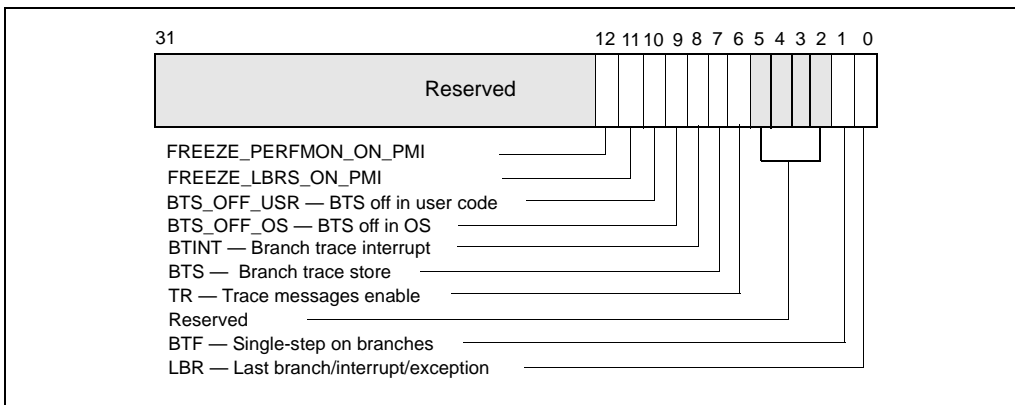 31 12 11 10 9 8 7 6 5 4 3 2 1 0
Reserved
FREEZE_PERFMON_ON_PMI
FREEZE_LBRS_ON_PMI
BTS_OFF_USR — BTS off in user code
BTS_OFF_OS — BTS off in OS
BTINT — Branch trace interrupt
BTS — Branch trace store
TR — Trace messages enable
Reserved
BTF — Single-step on branches
LBR — Last branch/interrupt/exception